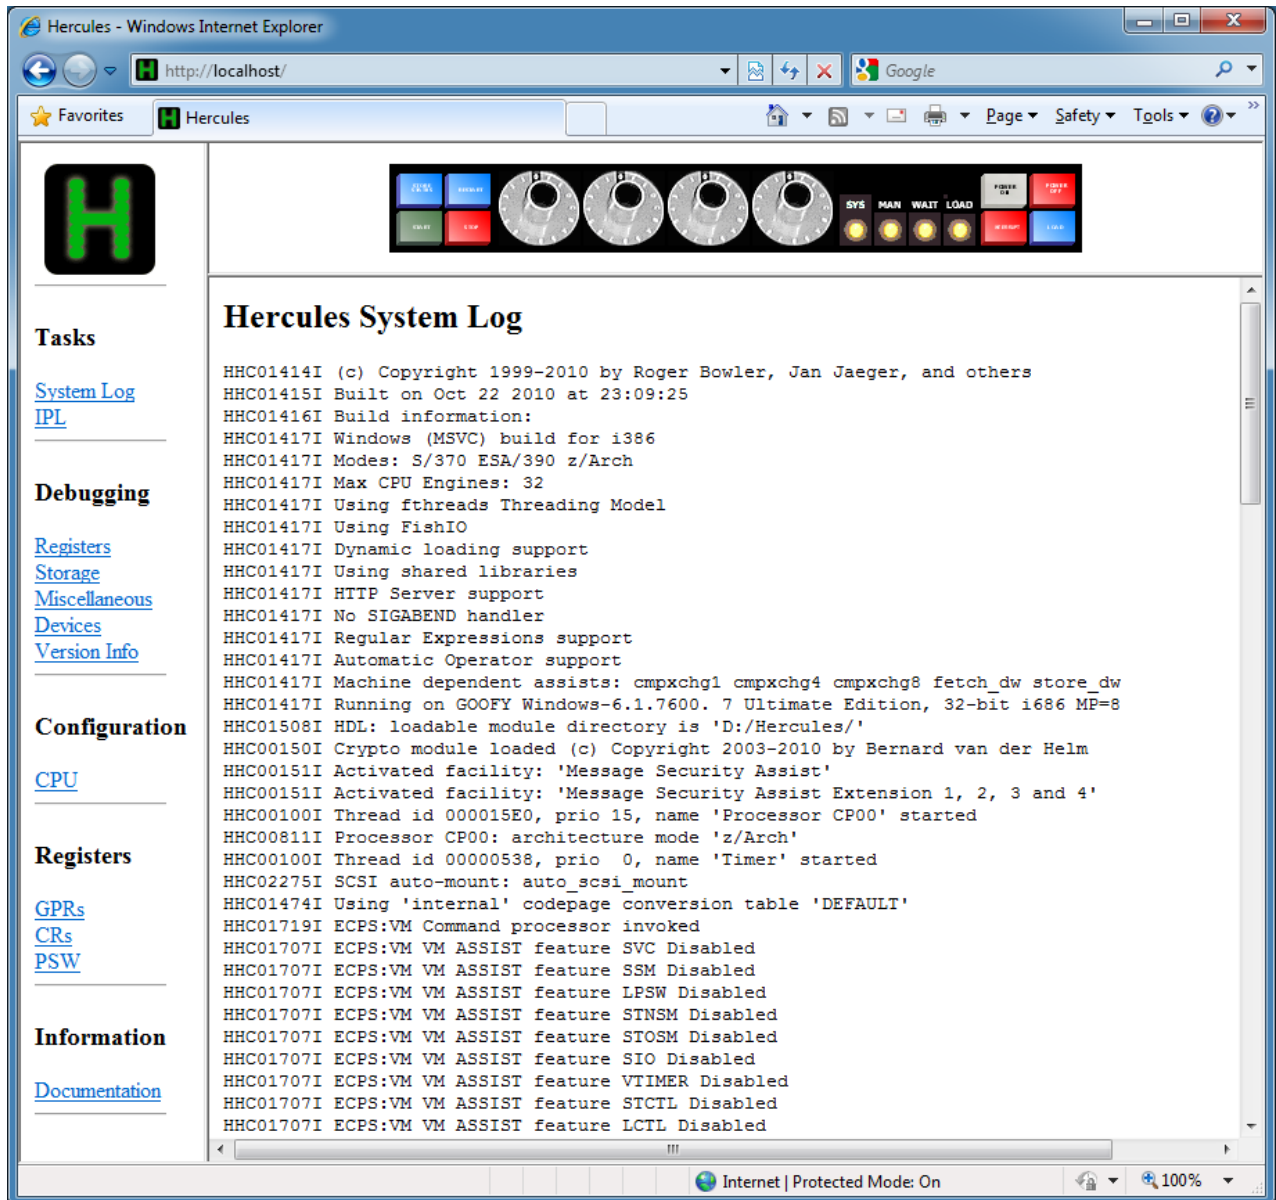 Hercules - Windows Internet Explorer
http://localhost/
Google
Favorites
Hercules
Page
Safety
Tools
H
SYS MAN WAIT LOAD
POWER ON
POWER OFF
START
STOP
INTERRUPT
LOAD
Tasks
System Log
IPL
Debugging
Registers
Storage
Miscellaneous
Devices
Version Info
Configuration
CPU
Registers
GPRs
CRs
PSW
Information
Documentation
Hercules System Log
HHC01414I (c) Copyright 1999-2010 by Roger Bowler, Jan Jaeger, and others
HHC01415I Built on Oct 22 2010 at 23:09:25
HHC01416I Build information:
HHC01417I Windows (MSVC) build for i386
HHC01417I Modes: S/370 ESA/390 z/Arch
HHC01417I Max CPU Engines: 32
HHC01417I Using fthreads Threading Model
HHC01417I Using FishIO
HHC01417I Dynamic loading support
HHC01417I Using shared libraries
HHC01417I HTTP Server support
HHC01417I No SIGABEND handler
HHC01417I Regular Expressions support
HHC01417I Automatic Operator support
HHC01417I Machine dependent assists: cmpxchg1 cmpxchg4 cmpxchg8 fetch_dw store_dw
HHC01417I Running on GOOFY Windows-6.1.7600. 7 Ultimate Edition, 32-bit i686 MP=8
HHC01508I HDL: loadable module directory is 'D:/Hercules/'
HHC00150I Crypto module loaded (c) Copyright 2003-2010 by Bernard van der Helm
HHC00151I Activated facility: 'Message Security Assist'
HHC00151I Activated facility: 'Message Security Assist Extension 1, 2, 3 and 4'
HHC00100I Thread id 000015E0, prio 15, name 'Processor CP00' started
HHC00811I Processor CP00: architecture mode 'z/Arch'
HHC00100I Thread id 00000538, prio  0, name 'Timer' started
HHC02275I SCSI auto-mount: auto_scsi_mount
HHC01474I Using 'internal' codepage conversion table 'DEFAULT'
HHC01719I ECPS:VM Command processor invoked
HHC01707I ECPS:VM VM ASSIST feature SVC Disabled
HHC01707I ECPS:VM VM ASSIST feature SSM Disabled
HHC01707I ECPS:VM VM ASSIST feature LPSW Disabled
HHC01707I ECPS:VM VM ASSIST feature STNSM Disabled
HHC01707I ECPS:VM VM ASSIST feature STOSM Disabled
HHC01707I ECPS:VM VM ASSIST feature SIO Disabled
HHC01707I ECPS:VM VM ASSIST feature VTIMER Disabled
HHC01707I ECPS:VM VM ASSIST feature STCTL Disabled
HHC01707I ECPS:VM VM ASSIST feature LCTL Disabled
Internet | Protected Mode: On
100%